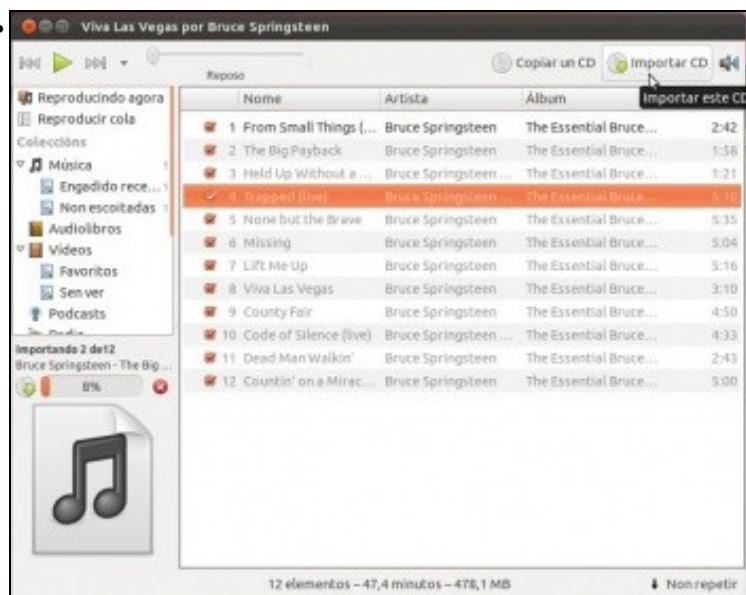 Viva Las Vegas por Bruce Springsteen
Reposo
Copiar un CD Importar CD
Importar este CD
Reproducindo agora
Reproducir cola
Coleccións
Música 1
Engadido rece... 1
Non escoitadas 1
Audiolibros
Vídeos
Favoritos
Sen ver
Podcasts
Importando 2 de12
Bruce Springsteen - The Big ...
8%
Nome Artista Álbum
1 From Small Things (... Bruce Springsteen The Essential Bruce... 2:42
2 The Big Payback Bruce Springsteen The Essential Bruce... 1:58
3 Held Up Without a ... Bruce Springsteen ... The Essential Bruce... 1:21
4 Trapped (live) Bruce Springsteen ... The Essential Bruce... 5:10
5 None but the Brave Bruce Springsteen The Essential Bruce... 5:35
6 Missing Bruce Springsteen The Essential Bruce... 5:04
7 Lift Me Up Bruce Springsteen The Essential Bruce... 5:16
8 Viva Las Vegas Bruce Springsteen The Essential Bruce... 3:10
9 County Fair Bruce Springsteen The Essential Bruce... 4:50
10 Code of Silence (live) Bruce Springsteen ... The Essential Bruce... 4:33
11 Dead Man Walkin' Bruce Springsteen The Essential Bruce... 2:43
12 Countin' on a Mirac... Bruce Springsteen The Essential Bruce... 5:00
12 elementos – 47,4 minutos – 478,1 MB
Non repetir